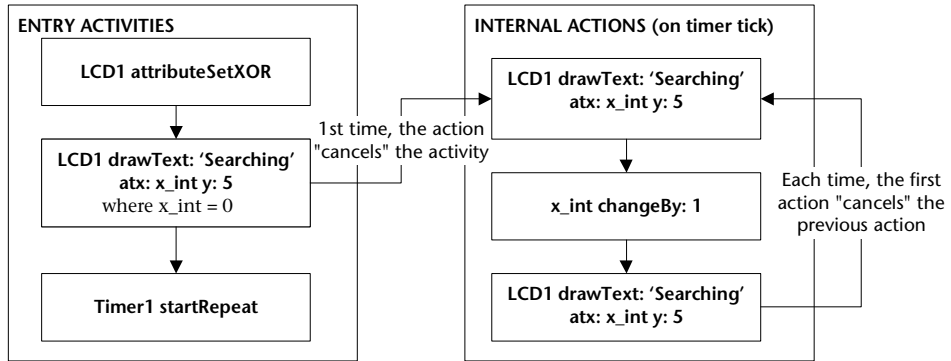 ENTRY ACTIVITIES
LCD1 attributeSetXOR
LCD1 drawText: ‘Searching’
atx: x_int y: 5
where x_int = 0
Timer1 startRepeat
1st time, the action
"cancels" the activity
INTERNAL ACTIONS (on timer tick)
LCD1 drawText: ‘Searching’
atx: x_int y: 5
x_int changeBy: 1
LCD1 drawText: ‘Searching’
atx: x_int y: 5
Each time, the first
action "cancels" the
previous action